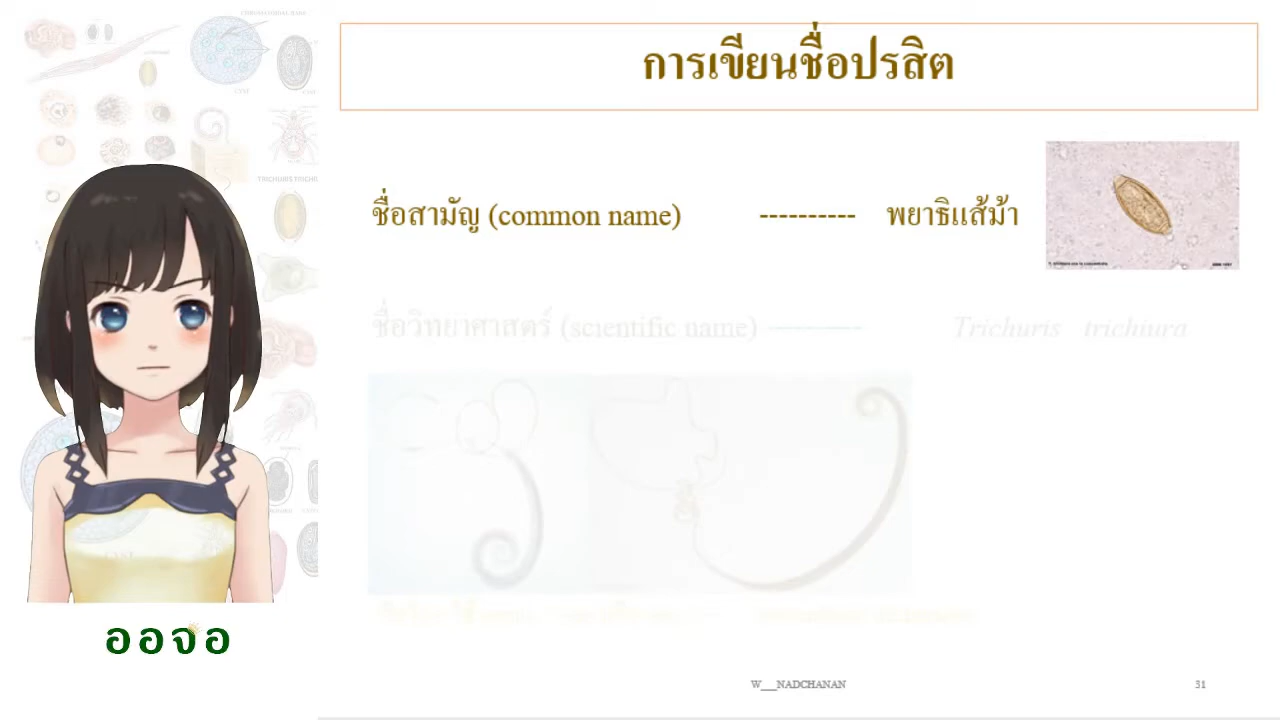 การเขียนชื่อปรสิต
ชื่อสามัญ (common name) ---------- พยาธิแส้ม้า
ชื่อวิทยาศาสตร์ (scientific name) Trichuris trichiura
ออจอ
W__NADCHANAN
31